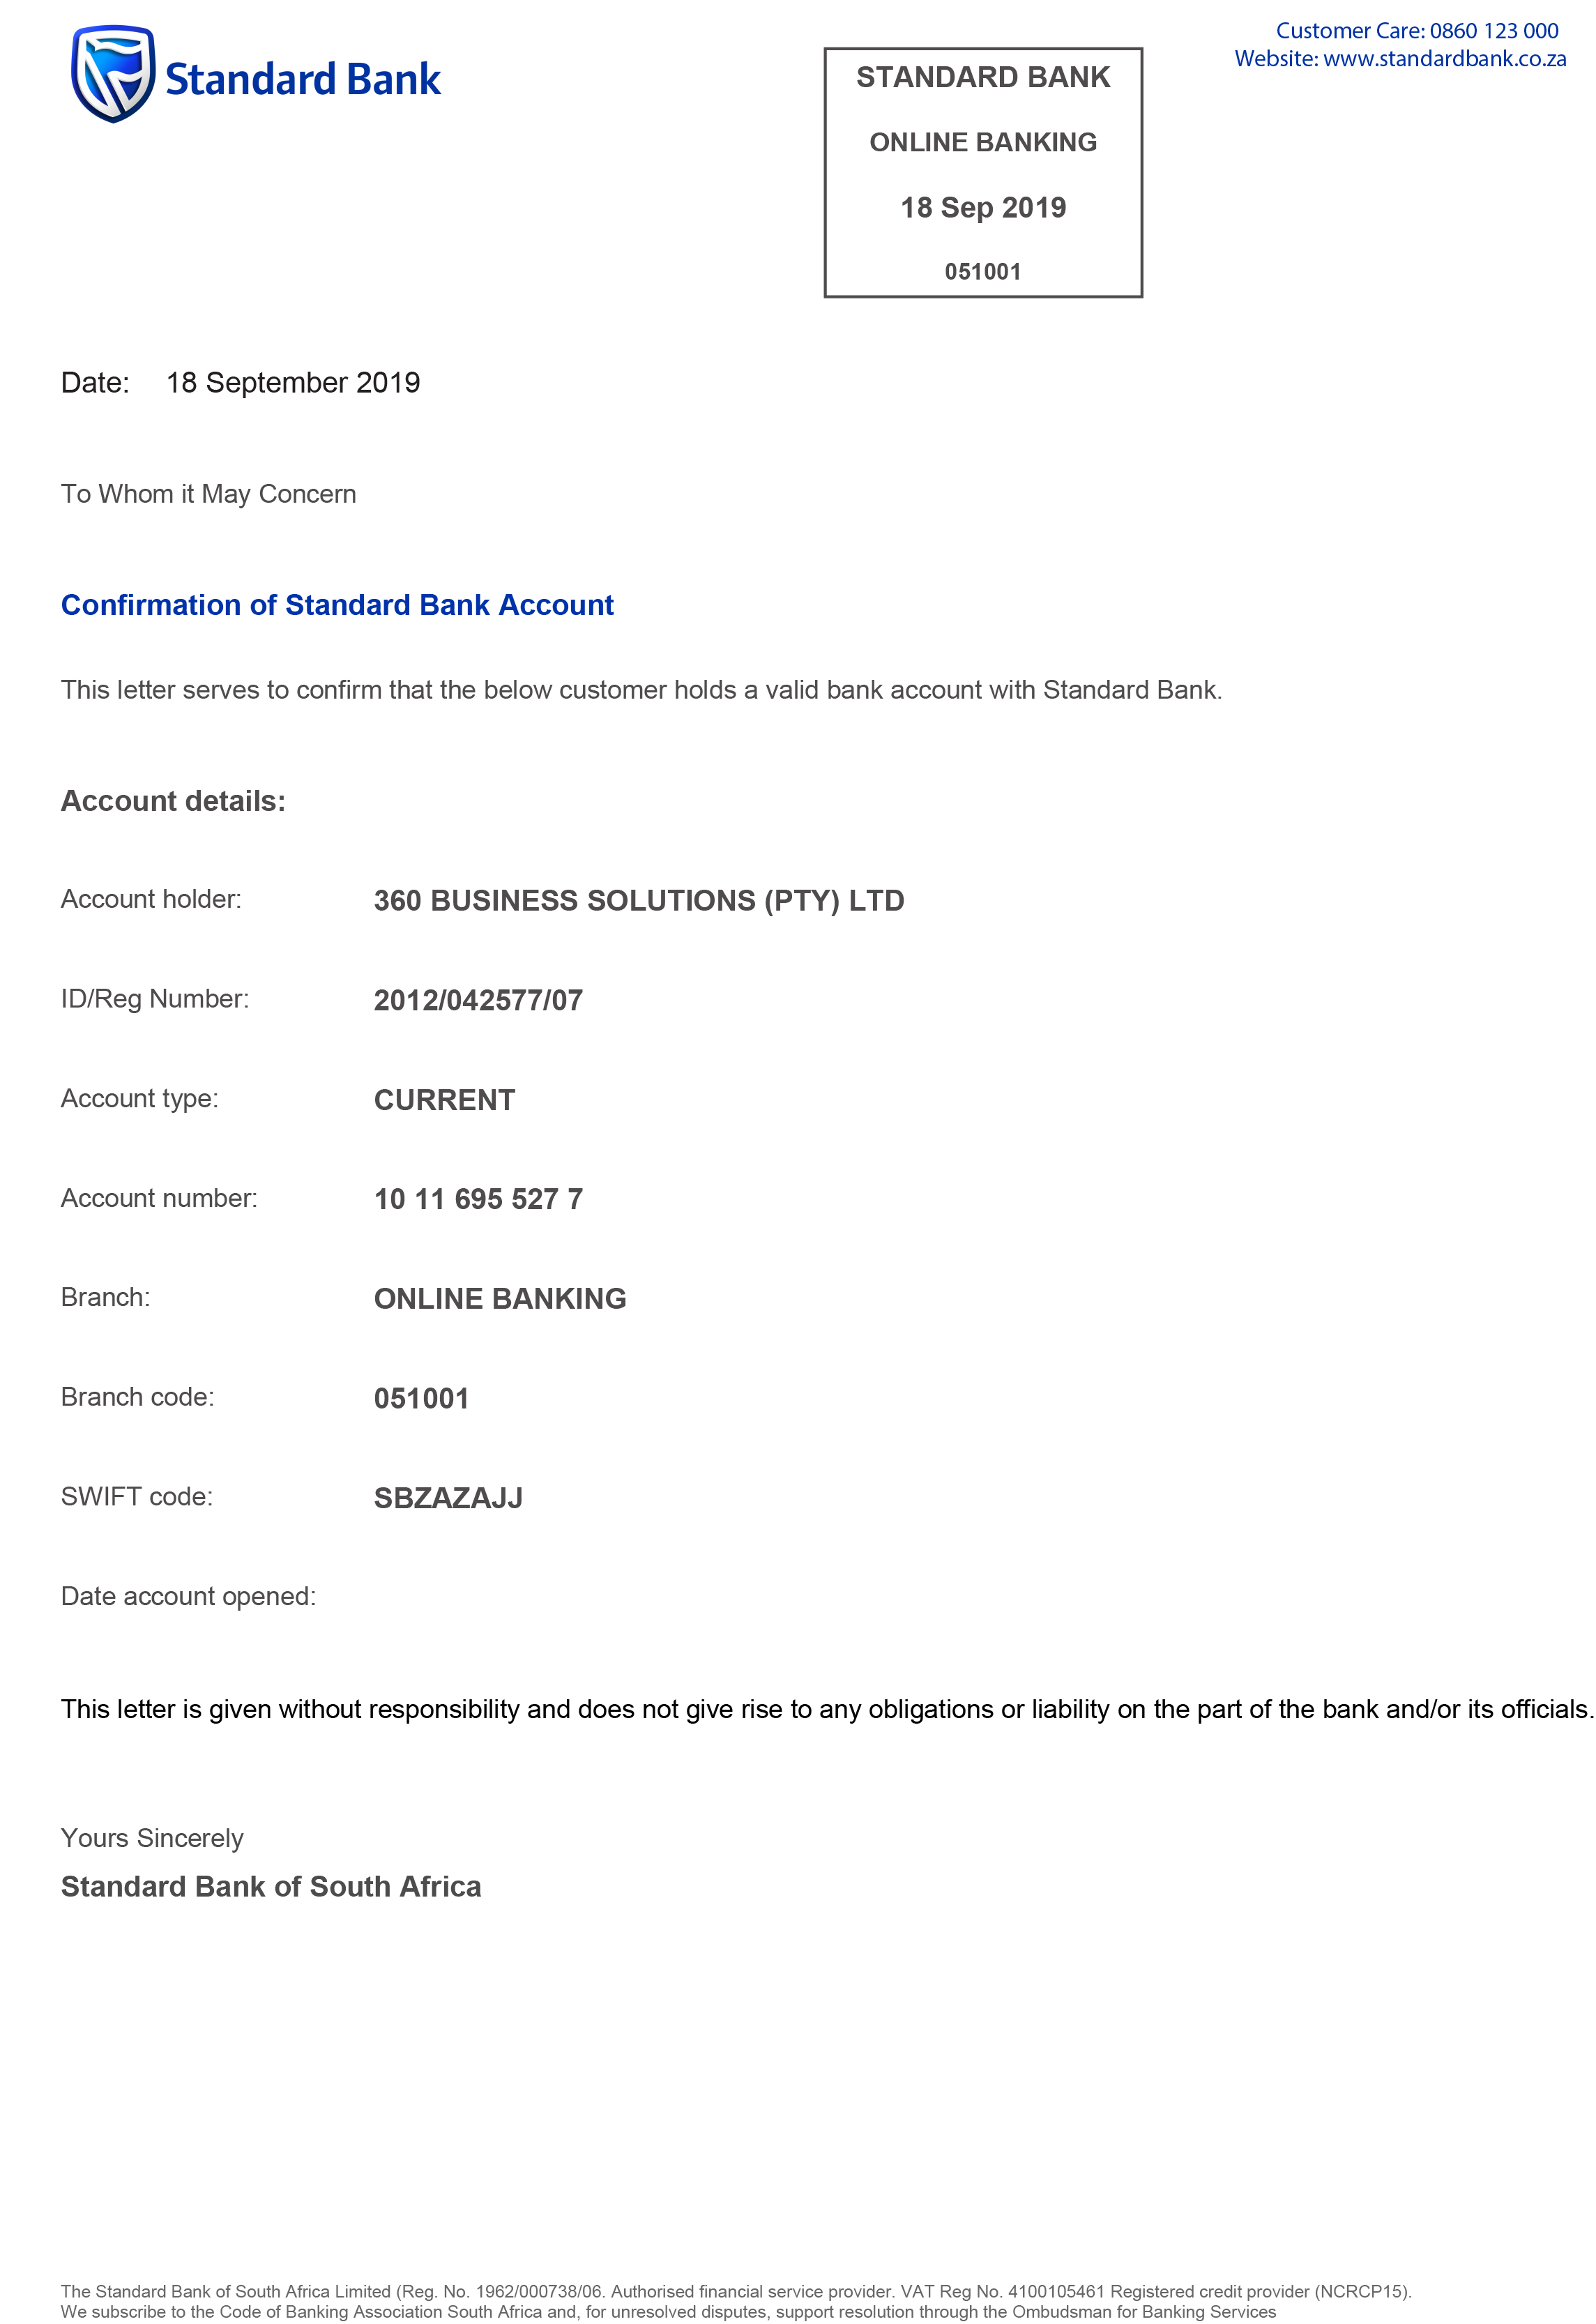 Standard Bank
Customer Care: 0860 123 000
Website: www.standardbank.co.za
STANDARD BANK
ONLINE BANKING
18 Sep 2019
051001
Date: 18 September 2019
To Whom it May Concern
Confirmation of Standard Bank Account
This letter serves to confirm that the below customer holds a valid bank account with Standard Bank.
Account details:
Account holder: 360 BUSINESS SOLUTIONS (PTY) LTD
ID/Reg Number: 2012/042577/07
Account type: CURRENT
Account number: 10 11 695 527 7
Branch: ONLINE BANKING
Branch code: 051001
SWIFT code: SBZAZAJJ
Date account opened:
This letter is given without responsibility and does not give rise to any obligations or liability on the part of the bank and/or its officials.
Yours Sincerely
Standard Bank of South Africa
The Standard Bank of South Africa Limited (Reg. No. 1962/000738/06. Authorised financial service provider. VAT Reg No. 4100105461 Registered credit provider (NCRCP15).
We subscribe to the Code of Banking Association South Africa and, for unresolved disputes, support resolution through the Ombudsman for Banking Services